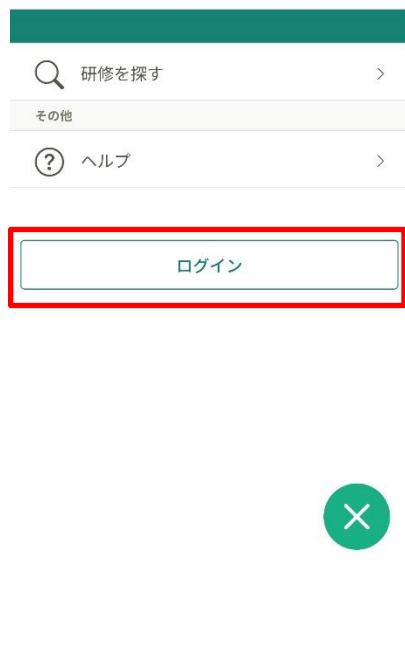 研修を探す
その他
ヘルプ
ログイン